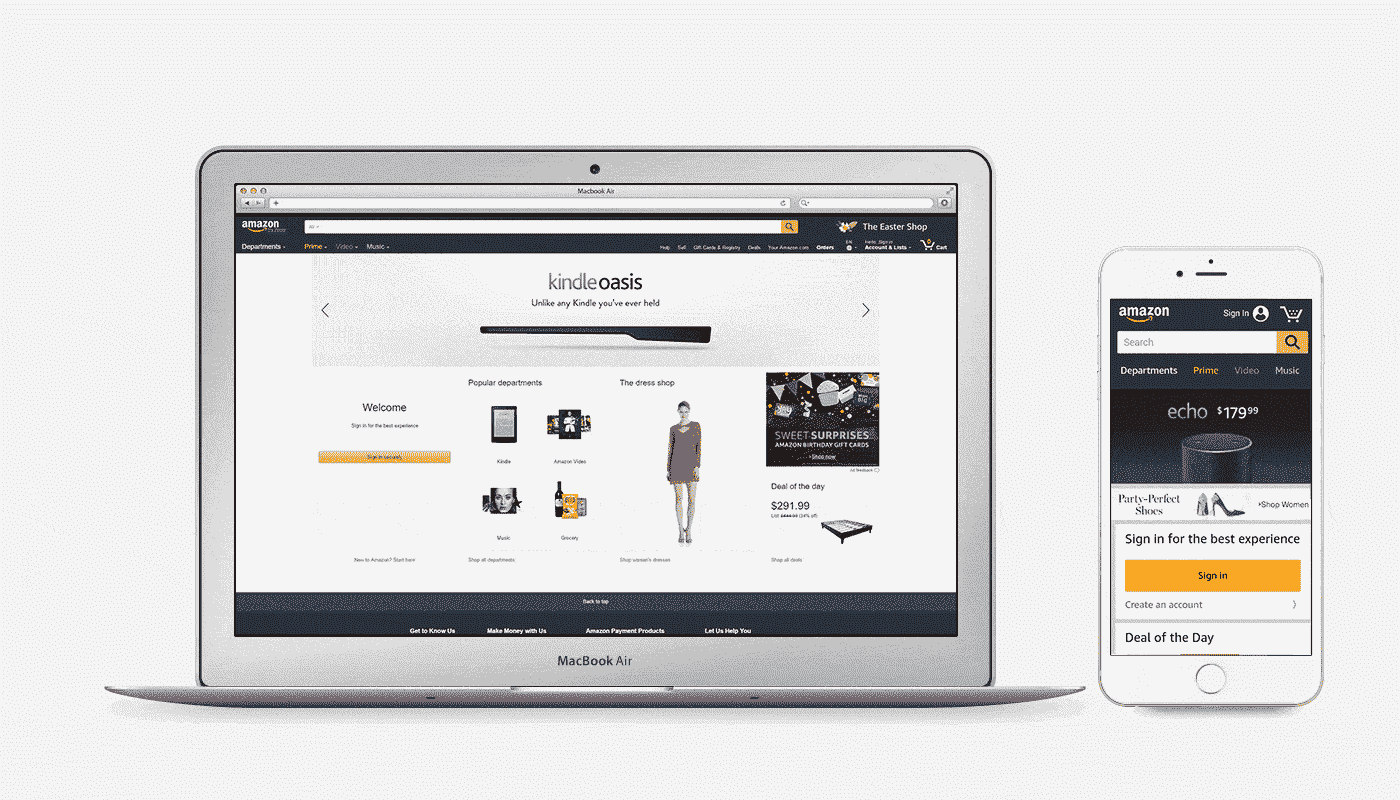 Macbook Air
amazon
All
The Easter Shop
Departments
Prime
Video
Music
Help
Sell
Gift Cards & Registry
Deals
Your Amazon.com
Orders
EN
Hello. Sign in
Account & Lists
0
Cart
kindle oasis
Unlike any Kindle you've ever held
Welcome
Sign in for the best experience
Sign in securely
New to Amazon? Start here
Popular departments
Kindle
Amazon Video
Music
Grocery
Shop all departments
The dress shop
Shop women's dresses
SWEET SURPRISES
AMAZON BIRTHDAY GIFT CARDS
Shop now
Ad feedback
Deal of the day
$291.99
List (34% off)
Shop all deals
Back to top
Get to Know Us
Make Money with Us
Amazon Payment Products
Let Us Help You
MacBook Air
amazon
Sign In
Search
Departments
Prime
Video
Music
echo $179 99
Party-Perfect
Shoes
Shop Women
Sign in for the best experience
Sign in
Create an account
Deal of the Day